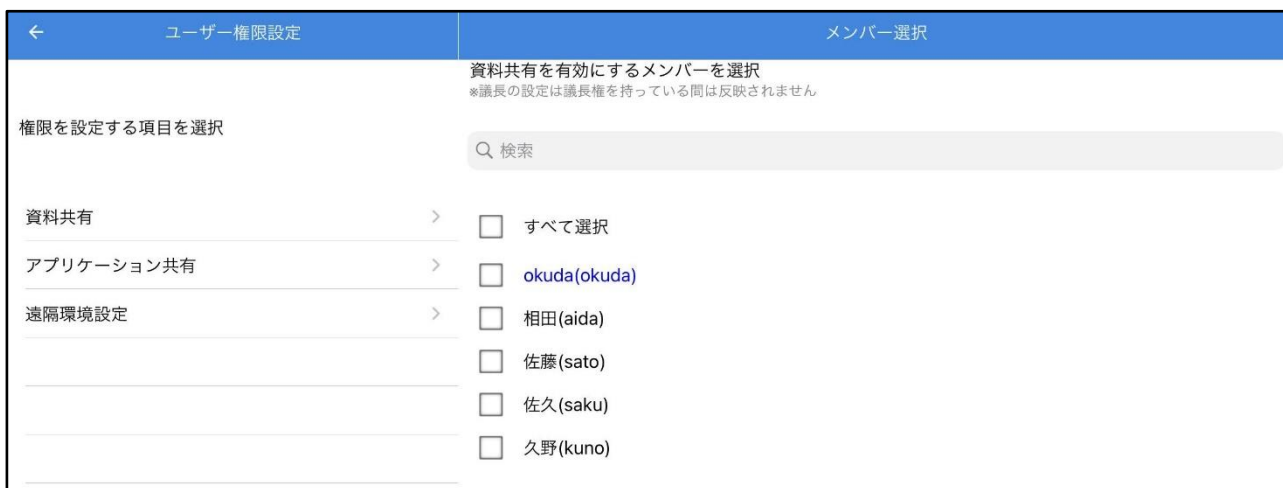 ユーザー権限設定
メンバー選択
権限を設定する項目を選択
資料共有
アプリケーション共有
遠隔環境設定
資料共有を有効にするメンバーを選択
※議長の設定は議長権を持っている間は反映されません
検索
すべて選択
okuda(okuda)
相田(aida)
佐藤(sato)
佐久(saku)
久野(kuno)